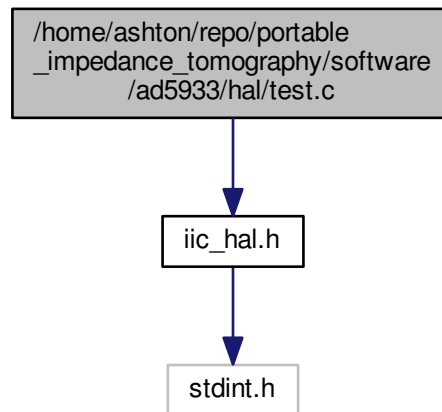 /home/ashton/repo/portable
_impedance_tomography/software
/ad5933/hal/test.c
iic_hal.h
stdint.h